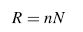 R = nN